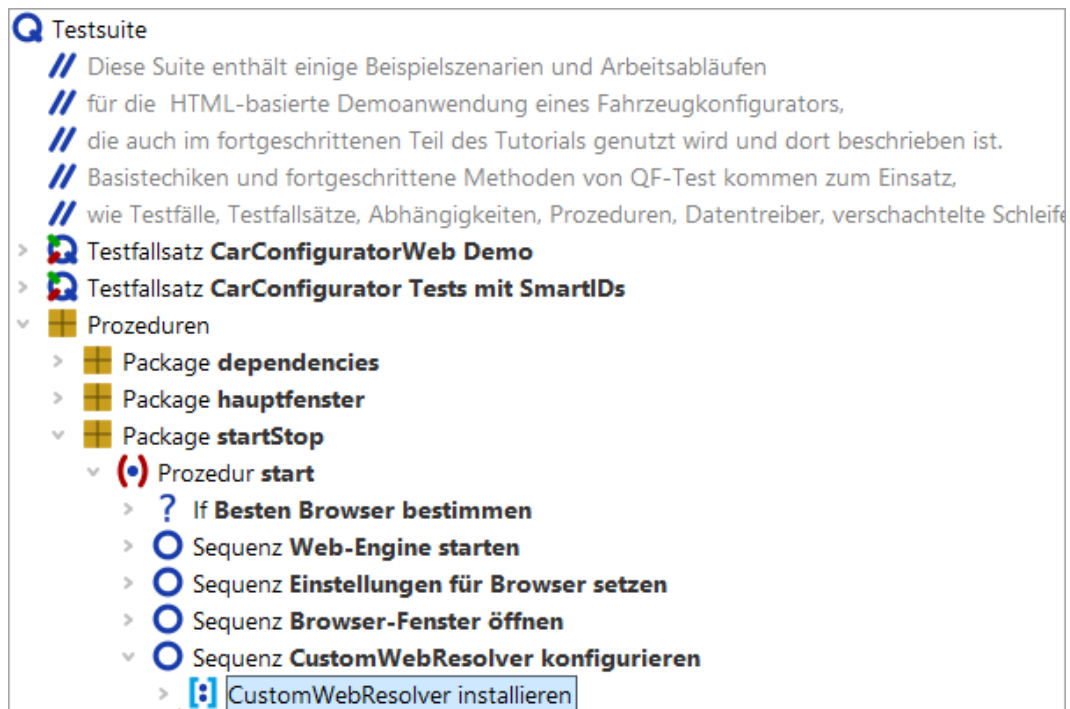 Testsuite
// Diese Suite enthält einige Beispielszenarien und Arbeitsabläufen
// für die  HTML-basierte Demoanwendung eines Fahrzeugkonfigurators,
// die auch im fortgeschrittenen Teil des Tutorials genutzt wird und dort beschrieben ist.
// Basistechiken und fortgeschrittene Methoden von QF-Test kommen zum Einsatz,
// wie Testfälle, Testfallsätze, Abhängigkeiten, Prozeduren, Datentreiber, verschachtelte Schleife
Testfallsatz CarConfiguratorWeb Demo
Testfallsatz CarConfigurator Tests mit SmartIDs
Prozeduren
Package dependencies
Package hauptfenster
Package startStop
Prozedur start
If Besten Browser bestimmen
Sequenz Web-Engine starten
Sequenz Einstellungen für Browser setzen
Sequenz Browser-Fenster öffnen
Sequenz CustomWebResolver konfigurieren
CustomWebResolver installieren